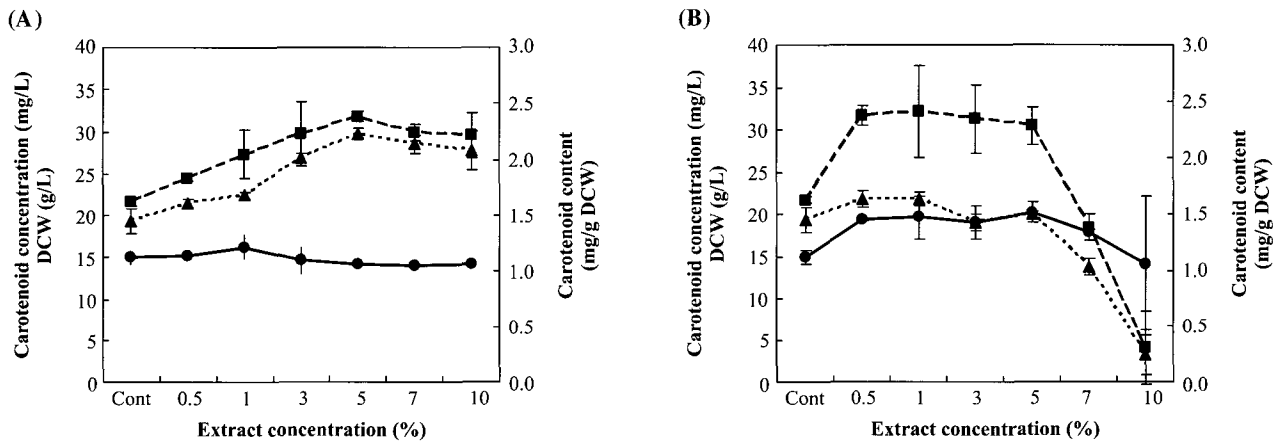 (A)
Carotenoid concentration (mg/L)
DCW (g/L)
40
35
30
25
20
15
10
5
0
3.0
2.5
2.0
1.5
1.0
0.5
0.0
Carotenoid content
(mg/g DCW)
Cont 0.5 1 3 5 7 10
Extract concentration (%)
(B)
Carotenoid concentration (mg/L)
DCW (g/L)
40
35
30
25
20
15
10
5
0
3.0
2.5
2.0
1.5
1.0
0.5
0.0
Carotenoid content
(mg/g DCW)
Cont 0.5 1 3 5 7 10
Extract concentration (%)